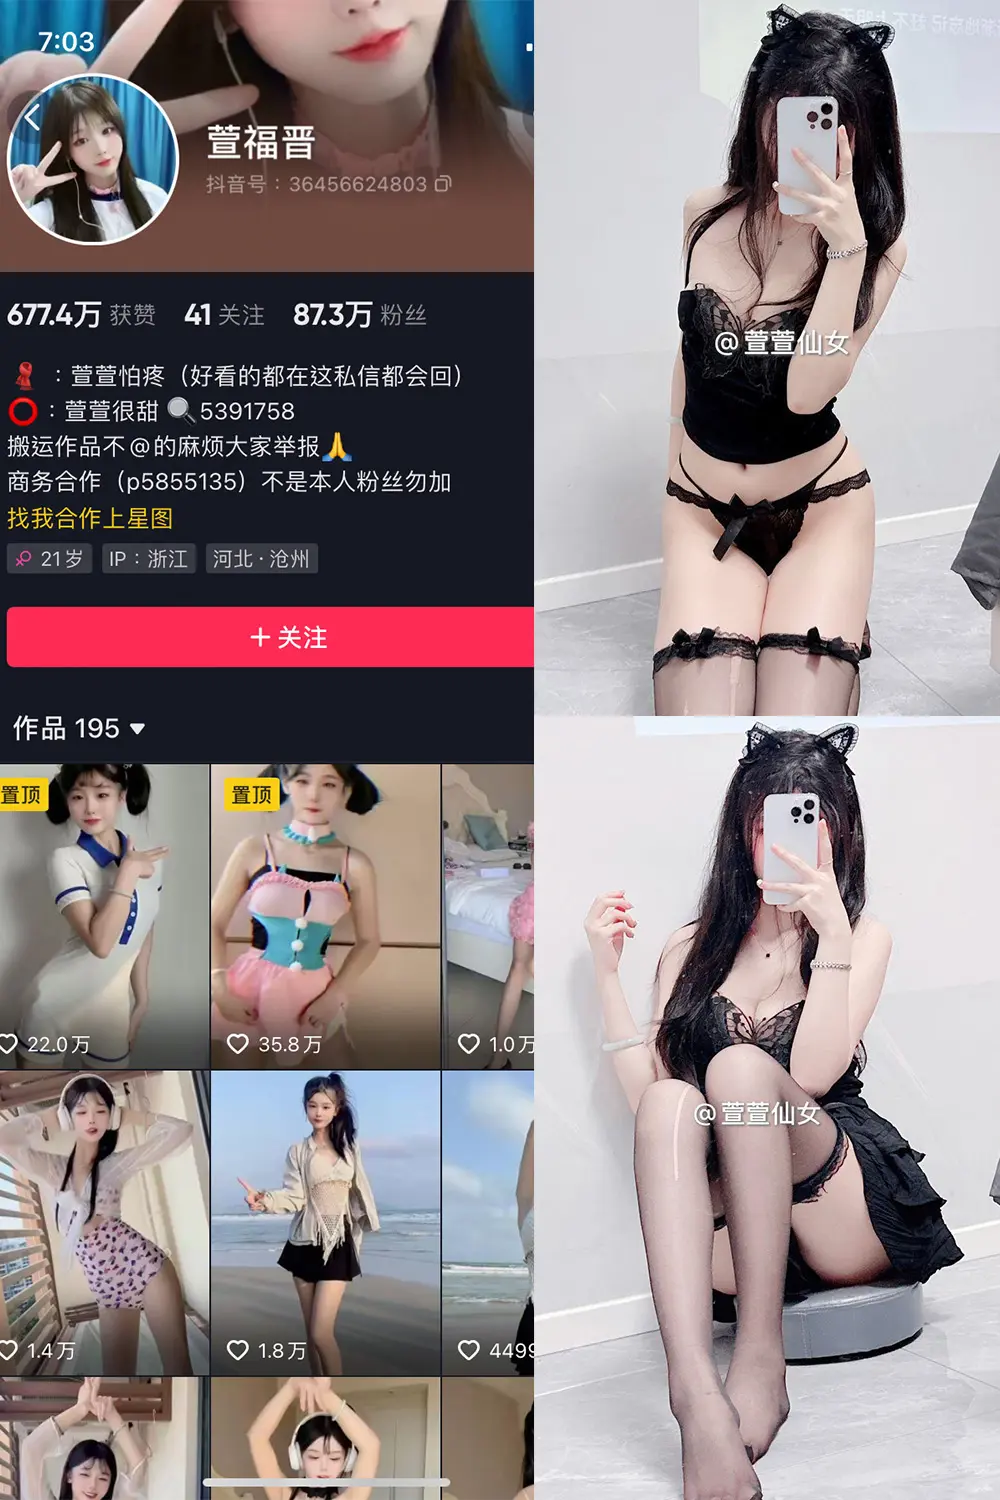 7:03
萱福晋
抖音号：36456624803
677.4万 获赞 41 关注 87.3万 粉丝
：萱萱怕疼（好看的都在这私信都会回）
：萱萱很甜 🔍5391758
搬运作品不@的麻烦大家举报🙏
商务合作（p5855135）不是本人粉丝勿加
找我合作上星图
21岁 IP：浙江 河北·沧州
+关注
作品 195
置顶 置顶
22.0万 35.8万 1.0万
1.4万 1.8万 4499
@萱萱仙女
@萱萱仙女